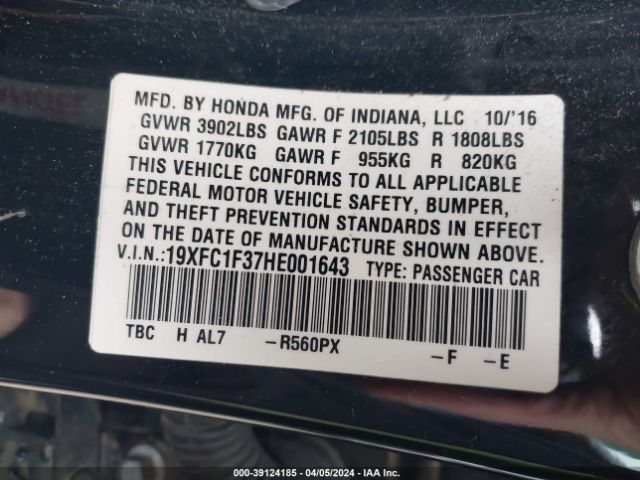 MFD. BY HONDA MFG. OF INDIANA, LLC 10/'16
GVWR 3902LBS GAWR F 2105LBS R 1808LBS
GVWR 1770KG GAWR F 955KG R 820KG
THIS VEHICLE CONFORMS TO ALL APPLICABLE
FEDERAL MOTOR VEHICLE SAFETY, BUMPER,
AND THEFT PREVENTION STANDARDS IN EFFECT
ON THE DATE OF MANUFACTURE SHOWN ABOVE.
V.I.N.:19XFC1F37HE001643 TYPE: PASSENGER CAR
TBC H AL7 -R560PX -F -E
000-39124185 - 04/05/2024 - IAA Inc.